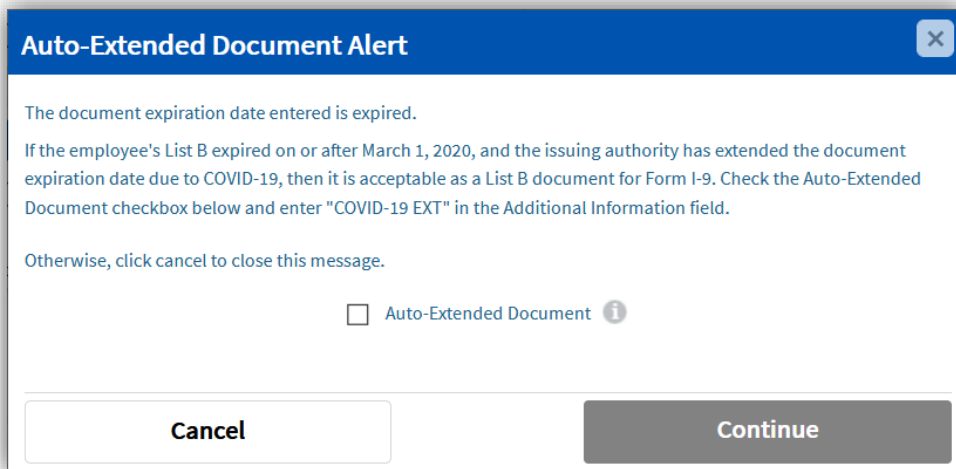 Auto-Extended Document Alert
The document expiration date entered is expired.
If the employee's List B expired on or after March 1, 2020, and the issuing authority has extended the document
expiration date due to COVID-19, then it is acceptable as a List B document for Form I-9. Check the Auto-Extended
Document checkbox below and enter "COVID-19 EXT" in the Additional Information field.
Otherwise, click cancel to close this message.
Auto-Extended Document
Cancel
Continue